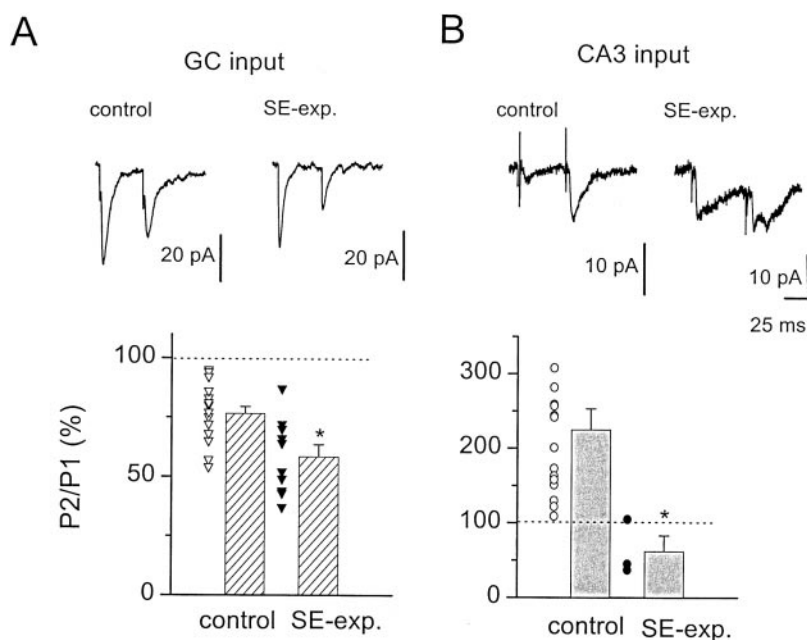 A
GC input
control SE-exp.
20 pA 20 pA
P2/P1 (%)
100
50
0
*
control SE-exp.
B
CA3 input
control SE-exp.
10 pA 10 pA
25 ms
300
200
100
0
*
control SE-exp.